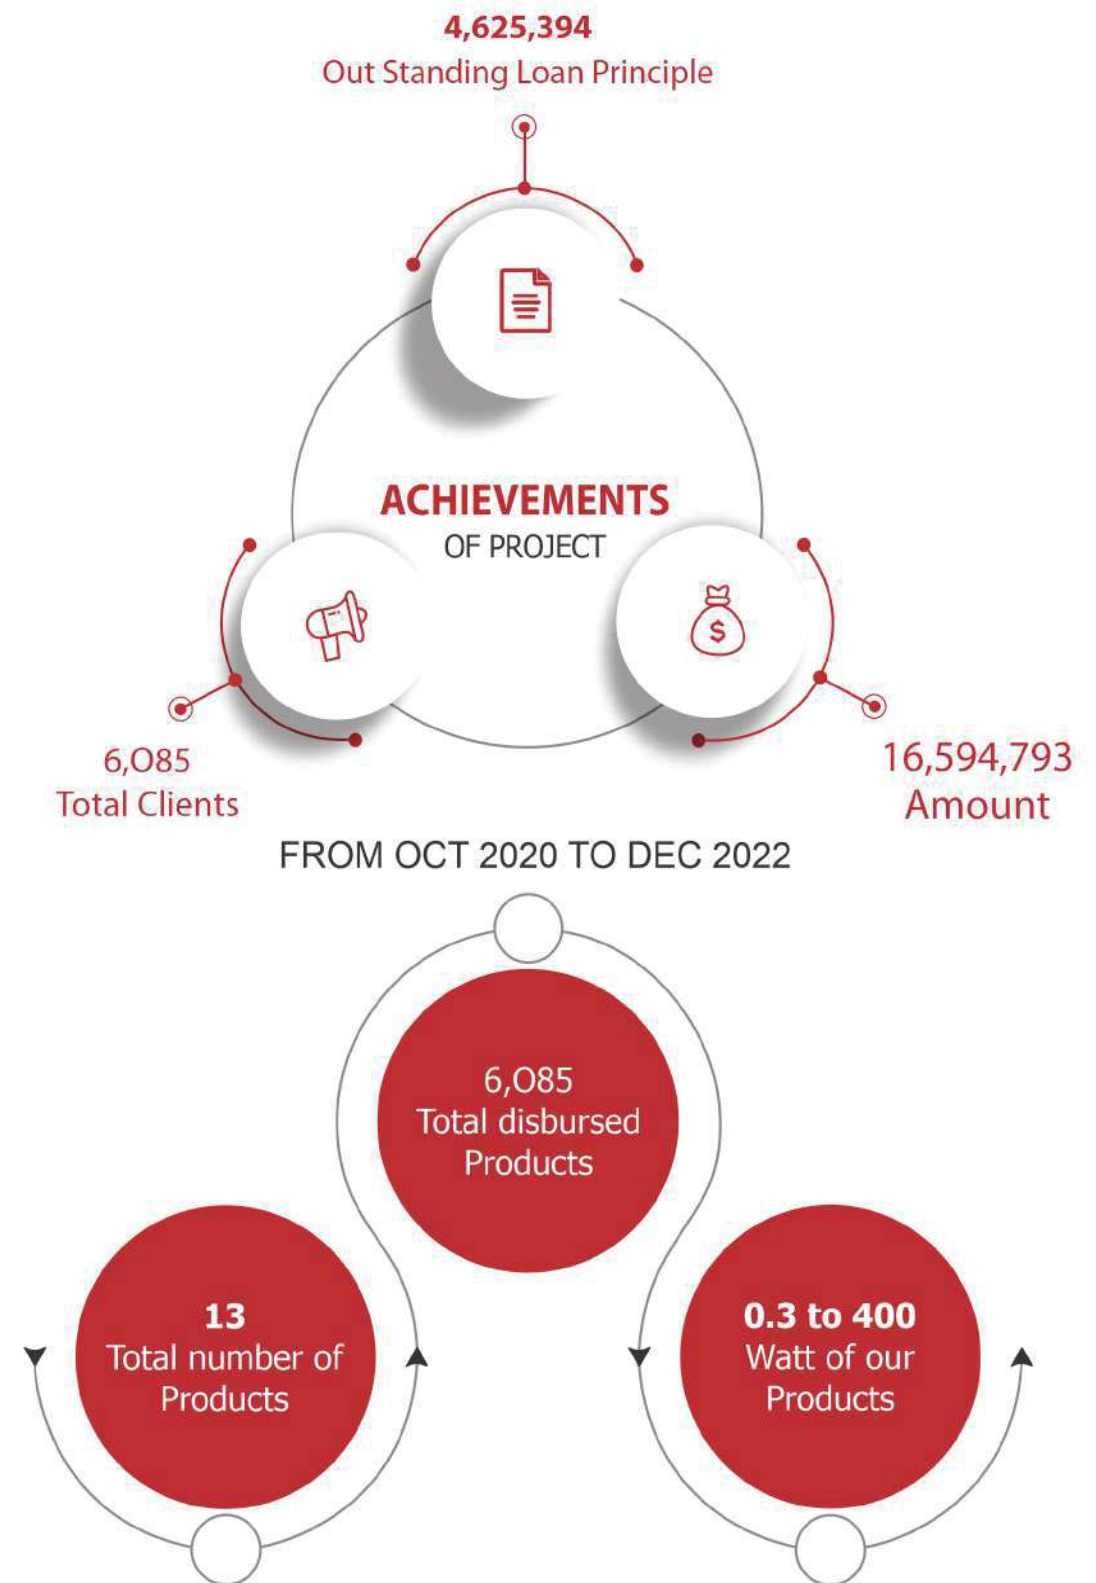 4,625,394
Out Standing Loan Principle
ACHIEVEMENTS
OF PROJECT
$
6,O85
Total Clients
16,594,793
Amount
FROM OCT 2020 TO DEC 2022
6,O85
Total disbursed
Products
13
Total number of
Products
0.3 to 400
Watt of our
Products